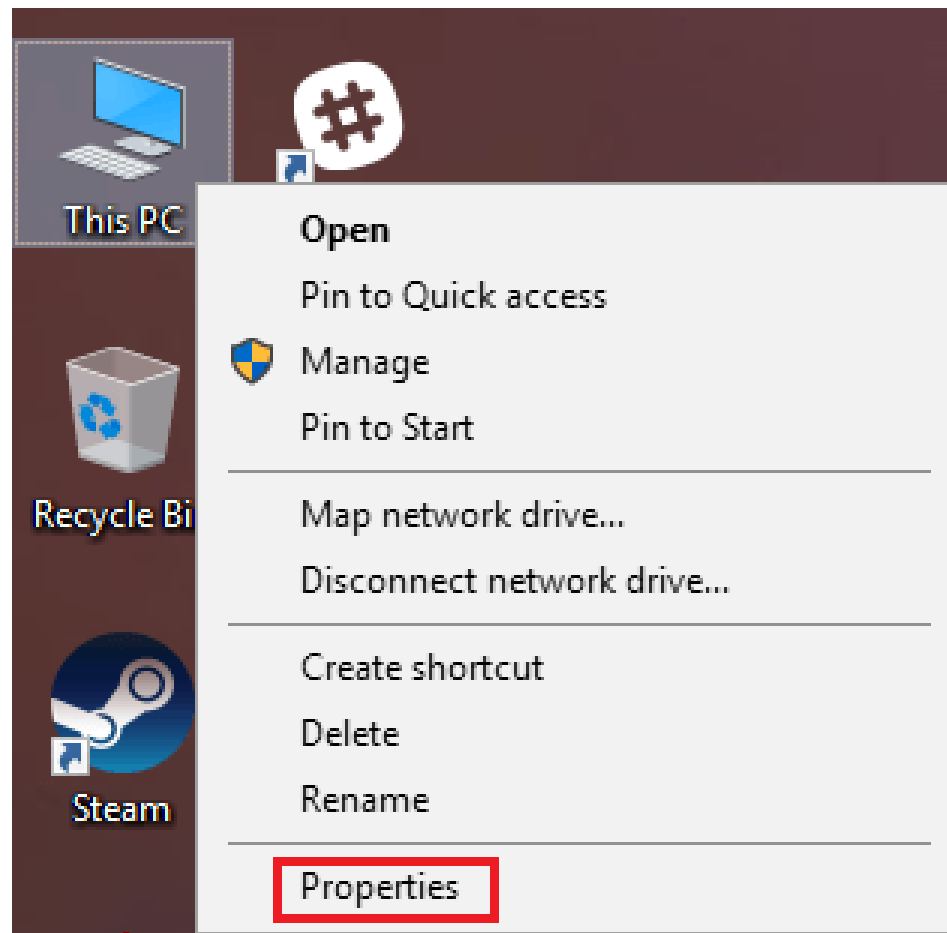 This PC
Open
Pin to Quick access
Manage
Pin to Start
Recycle Bi
Map network drive...
Disconnect network drive...
Create shortcut
Delete
Rename
Steam
Properties